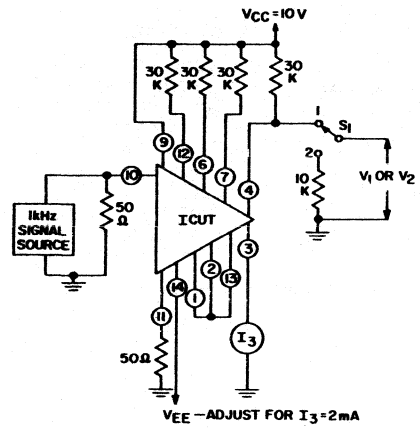 VCC=10V
30 K
30 K
30 K
30 K
9
12
6
7
4
1
S1
2
10 K
V1 OR V2
10
50 Ω
1kHz SIGNAL SOURCE
ICUT
3
2
13
1
14
11
50Ω
I3
VEE — ADJUST FOR I3=2mA